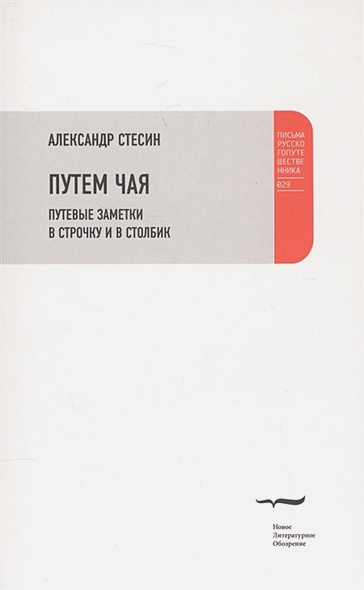 АЛЕКСАНДР СТЕСИН
ПУТЕМ ЧАЯ
ПУТЕВЫЕ ЗАМЕТКИ
В СТРОЧКУ И В СТОЛБИК
ПИСЬМА
РУССКО
ГОПУТЕ
ШЕСТВЕ
ННИКА
029
Новое
Литературное
Обозрение